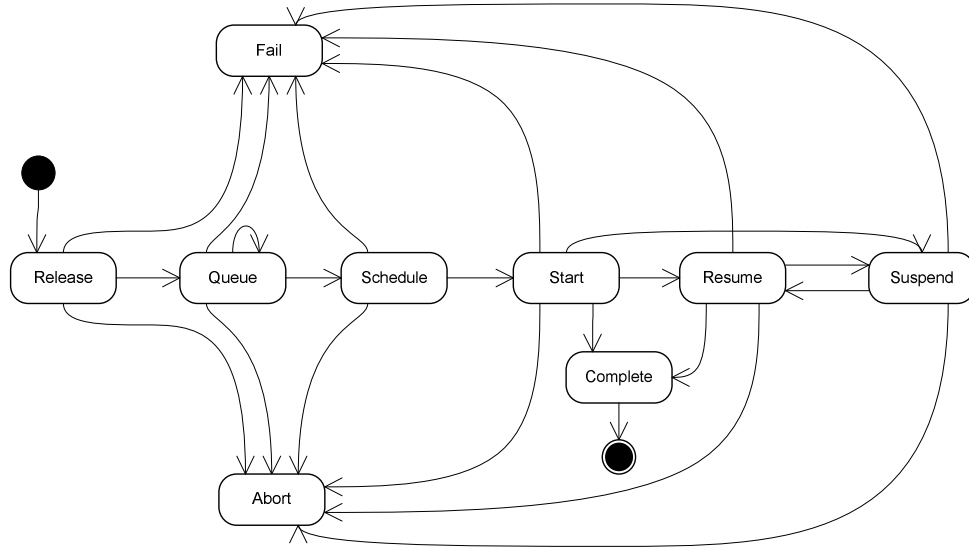 Fail
Release
Queue
Schedule
Start
Resume
Suspend
Complete
Abort